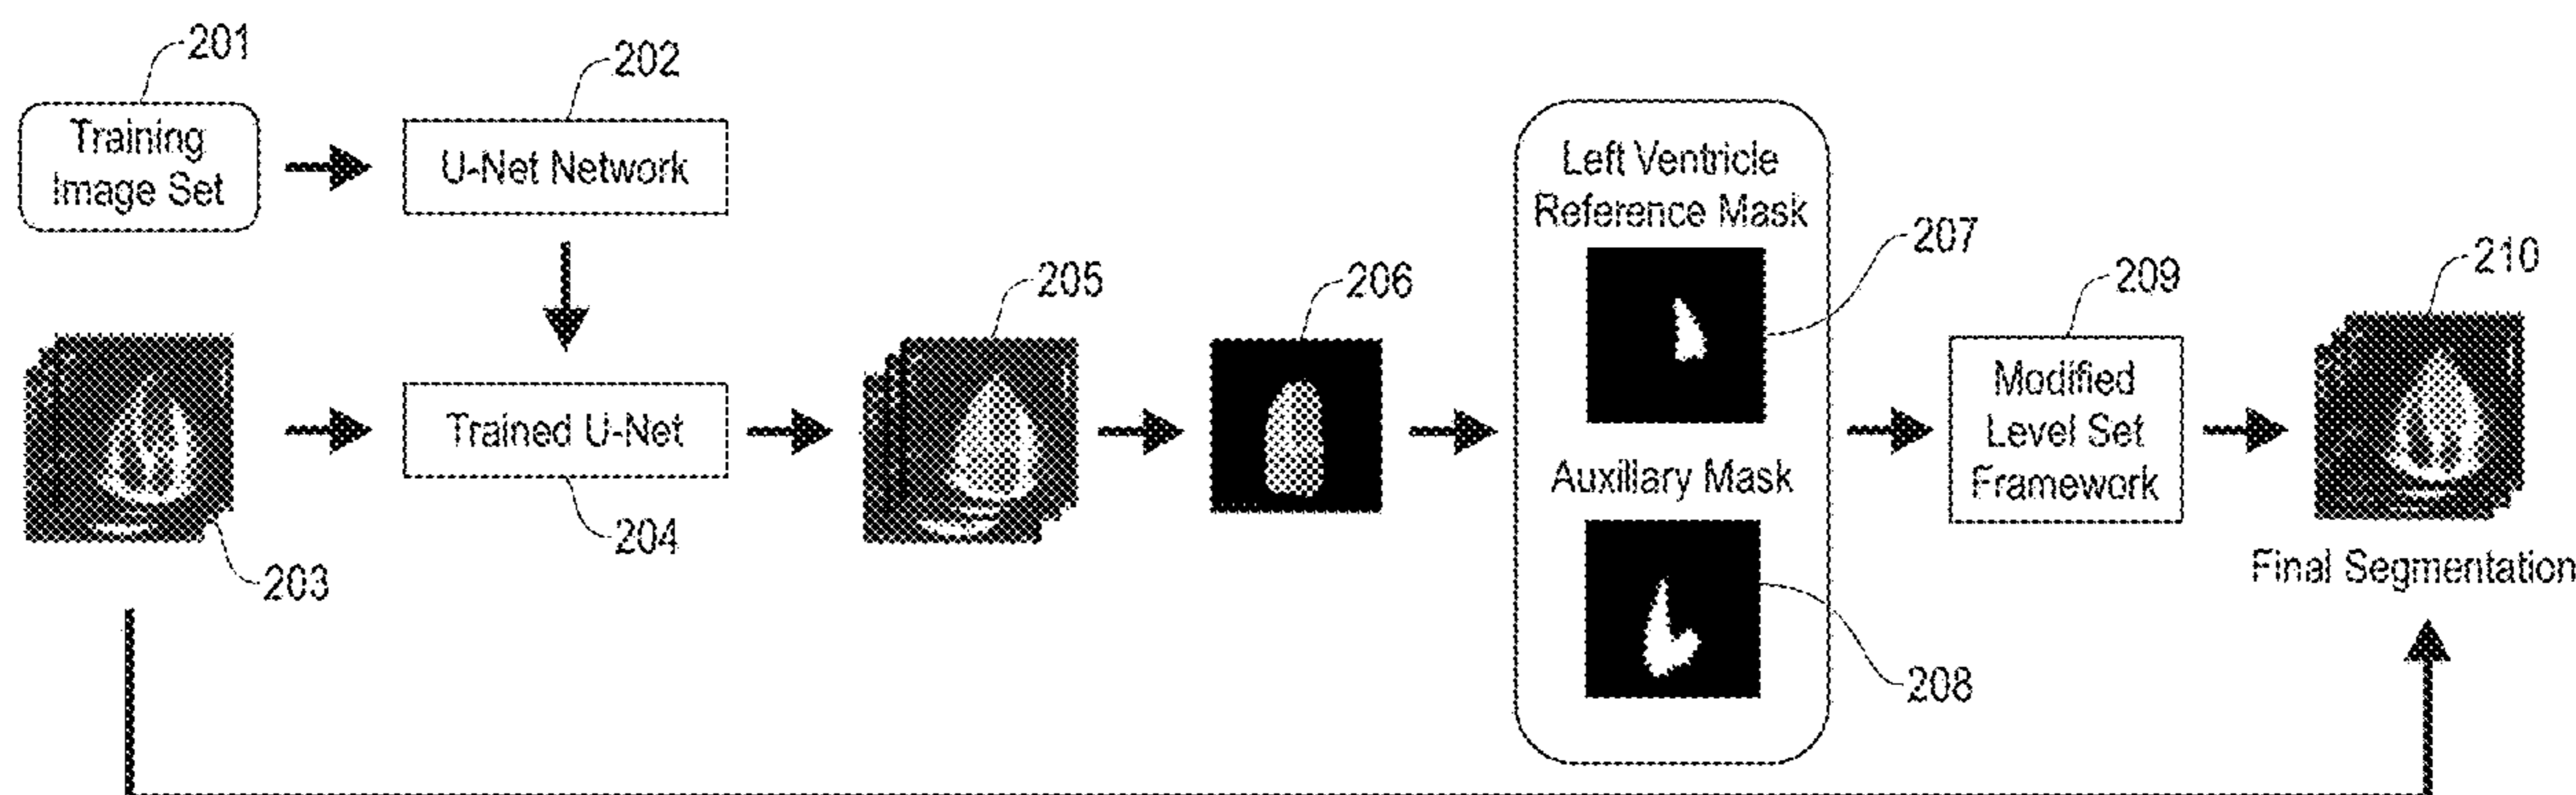 201
202
Training
Image Set
U-Net Network
Left Ventricle
Reference Mask
207
205
206
209
210
Modified
Level Set
Framework
Trained U-Net
Auxillary Mask
204
203
Final Segmentation
208